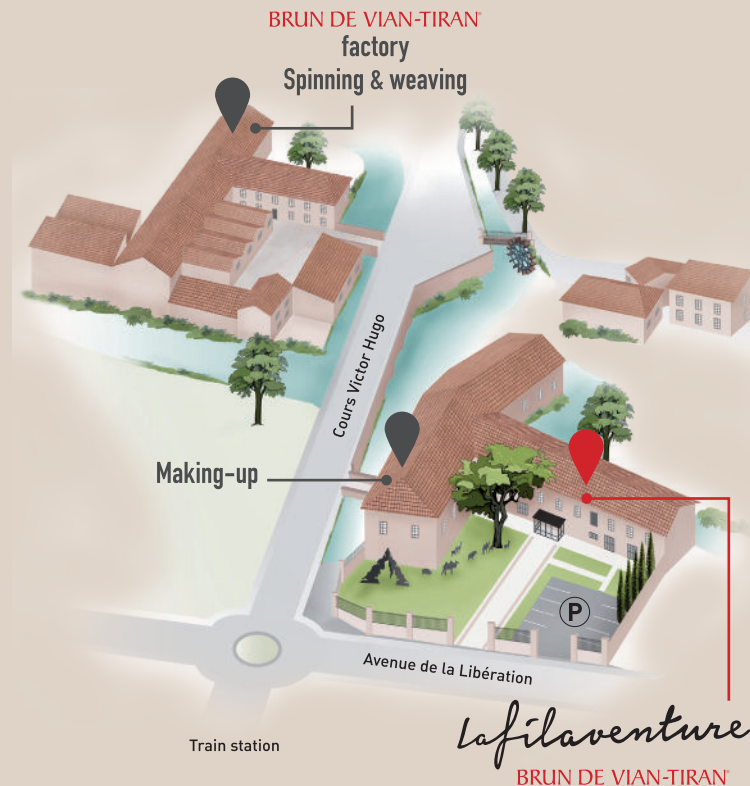 BRUN DE VIAN-TIRAN®
factory
Spinning & weaving
Cours Victor Hugo
Making-up
P
Avenue de la Libération
Train station
Lafilaventure
BRUN DE VIAN-TIRAN®